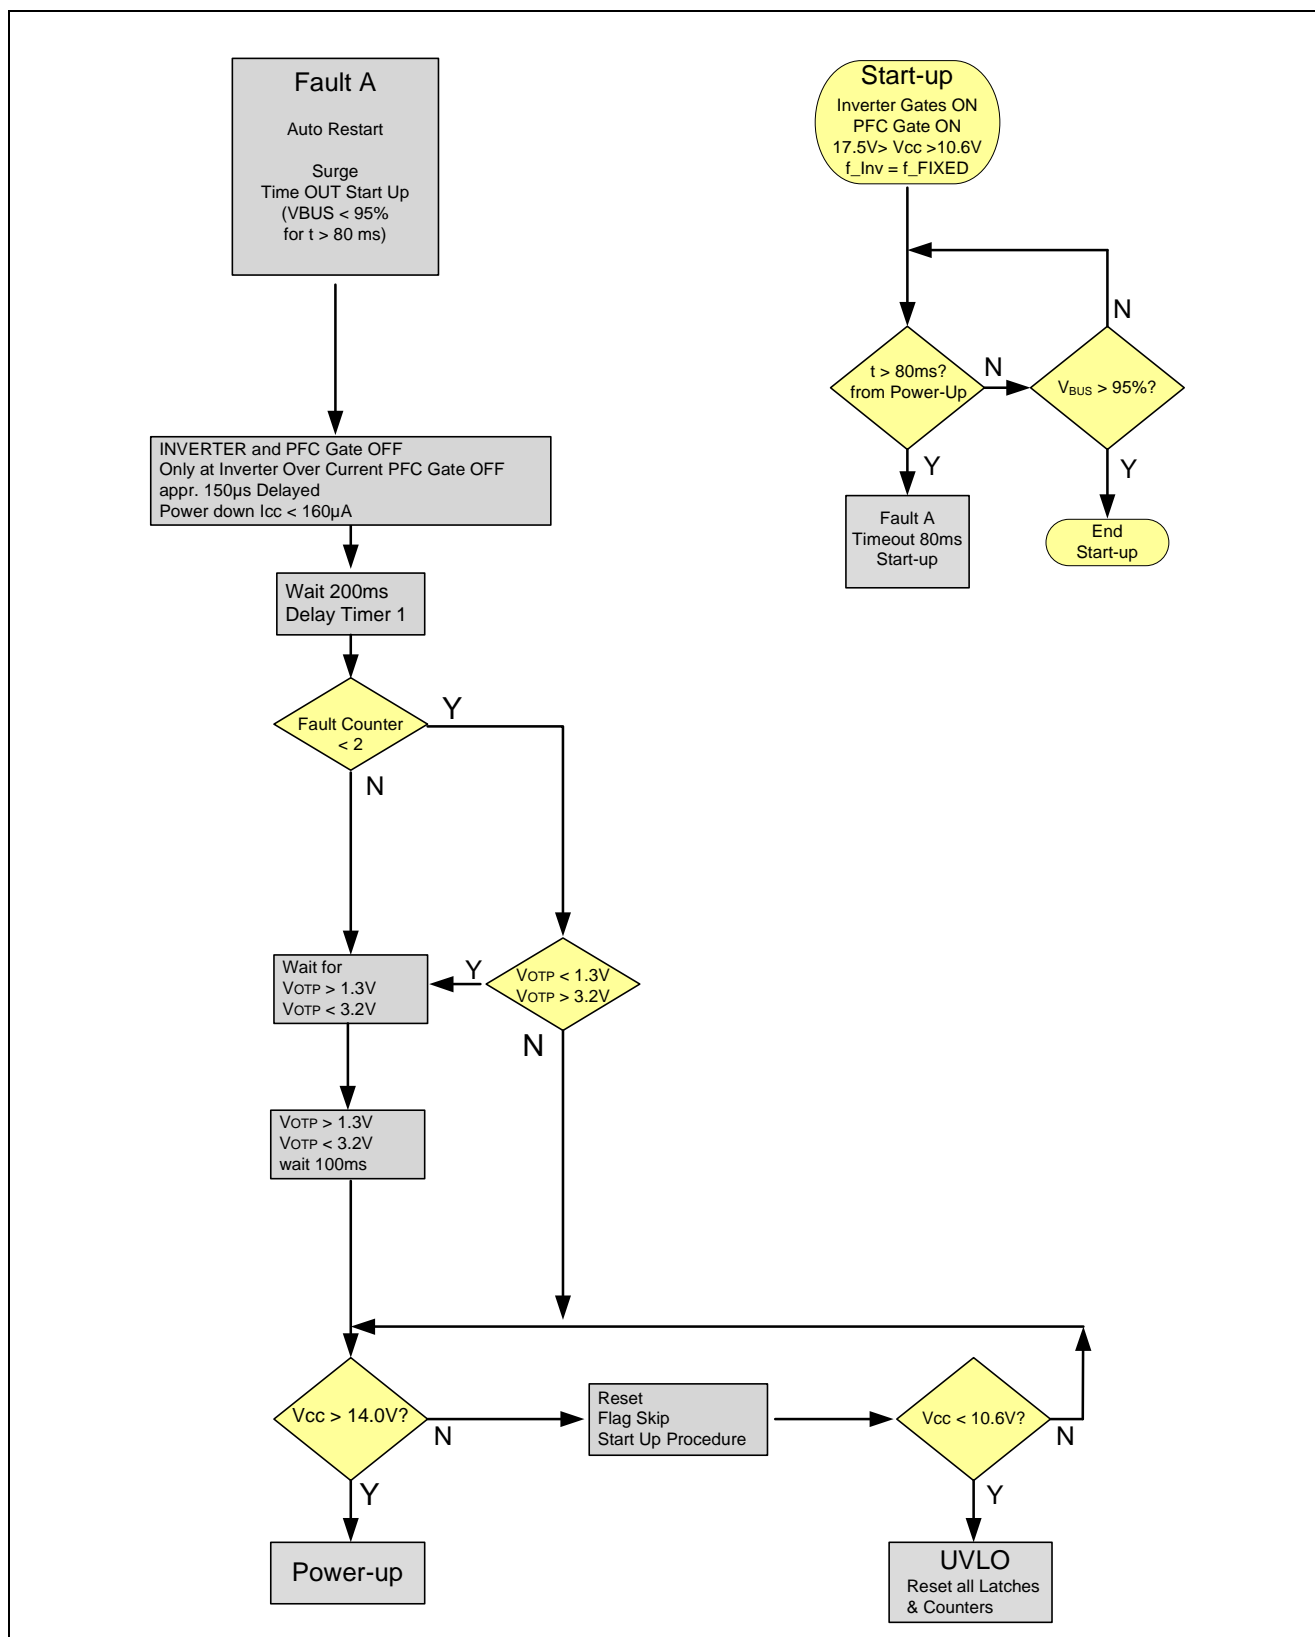 Fault A
Auto Restart
Surge
Time OUT Start Up
(VBUS < 95%
for t > 80 ms)
INVERTER and PFC Gate OFF
Only at Inverter Over Current PFC Gate OFF
appr. 150µs Delayed
Power down Icc < 160µA
Wait 200ms
Delay Timer 1
Fault Counter
< 2
Y
N
Wait for
VOTP > 1.3V
VOTP < 3.2V
Y
VOTP < 1.3V
VOTP > 3.2V
N
VOTP > 1.3V
VOTP < 3.2V
wait 100ms
Vcc > 14.0V?
N
Y
Reset
Flag Skip
Start Up Procedure
Vcc < 10.6V?
N
Y
Power-up
UVLO
Reset all Latches
& Counters
Start-up
Inverter Gates ON
PFC Gate ON
17.5V> Vcc >10.6V
f_Inv = f_FIXED
t > 80ms?
from Power-Up
N
Y
VBUS > 95%?
N
Y
Fault A
Timeout 80ms
Start-up
End
Start-up